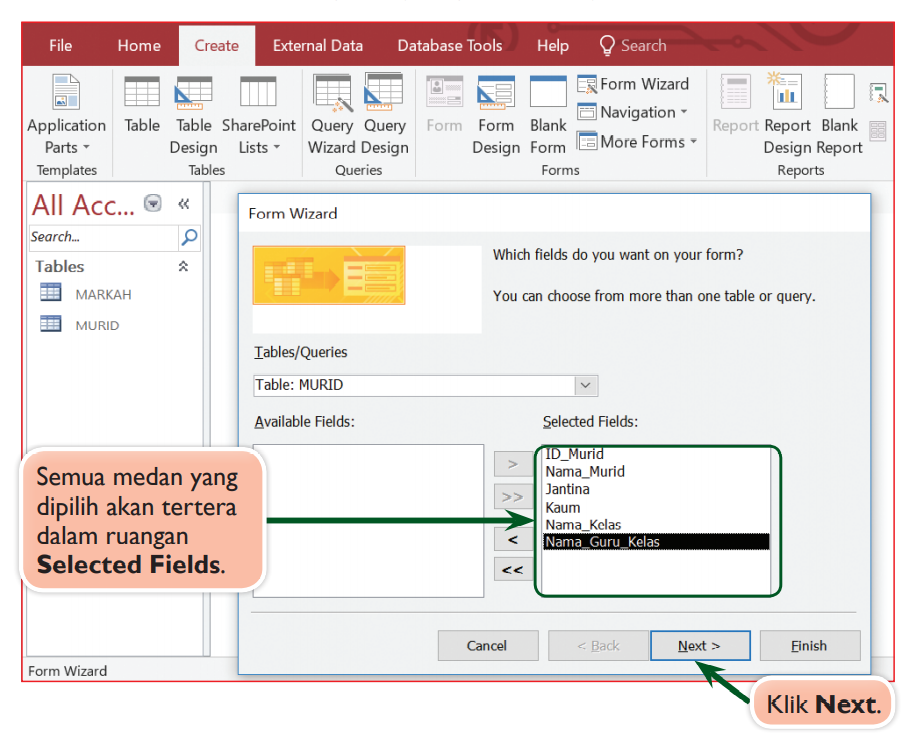 File Home Create External Data Database Tools Help Search
Application Parts
Table
Table Design
SharePoint Lists
Query Wizard
Query Design
Form
Form Design
Blank Form
Form Wizard
Navigation
More Forms
Report
Report Design
Blank Report
Templates Tables Queries Forms Reports
All Acc...
Search...
Tables
MARKAH
MURID
Form Wizard
Which fields do you want on your form?
You can choose from more than one table or query.
Tables/Queries
Table: MURID
Available Fields:
Selected Fields:
>
>>
<
<<
ID_Murid
Nama_Murid
Jantina
Kaum
Nama_Kelas
Nama_Guru_Kelas
Semua medan yang
dipilih akan tertera
dalam ruangan
Selected Fields.
Cancel < Back Next > Finish
Form Wizard
Klik Next.